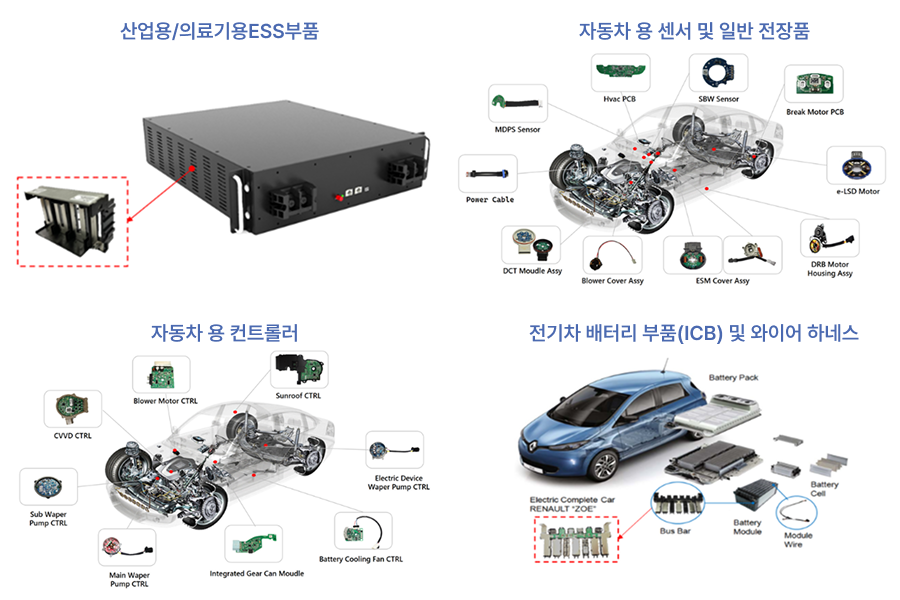 산업용/의료기용ESS부품
자동차 용 센서 및 일반 전장품
Hvac PCB
SBW Sensor
Break Motor PCB
MDPS Sensor
Power Cable
e-LSD Motor
DCT Moudle Assy
Blower Cover Assy
ESM Cover Assy
DRB Motor
Housing Assy
자동차 용 컨트롤러
Blower Motor CTRL
Sunroof CTRL
CVVD CTRL
Electric Device
Waper Pump CTRL
Sub Waper
Pump CTRL
Main Waper
Pump CTRL
Integrated Gear Can Moudle
Battery Cooling Fan CTRL
전기차 배터리 부품(ICB) 및 와이어 하네스
Battery Pack
Battery
Cell
Electric Complete Car
RENAULT "ZOE"
Bus Bar
Battery
Module
Module
Wire